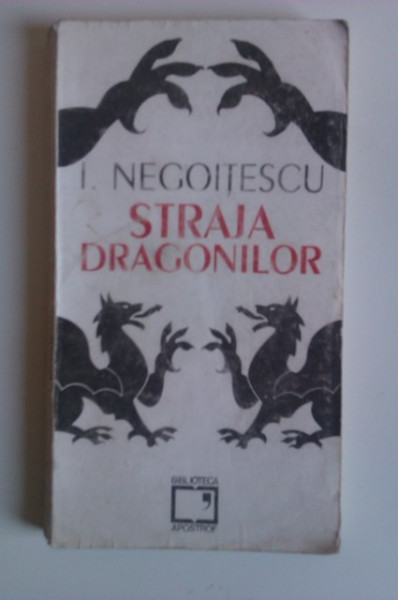 I. NEGOIȚESCU
STRAJA
DRAGONILOR
BIBLIOTECA
APOSTROF